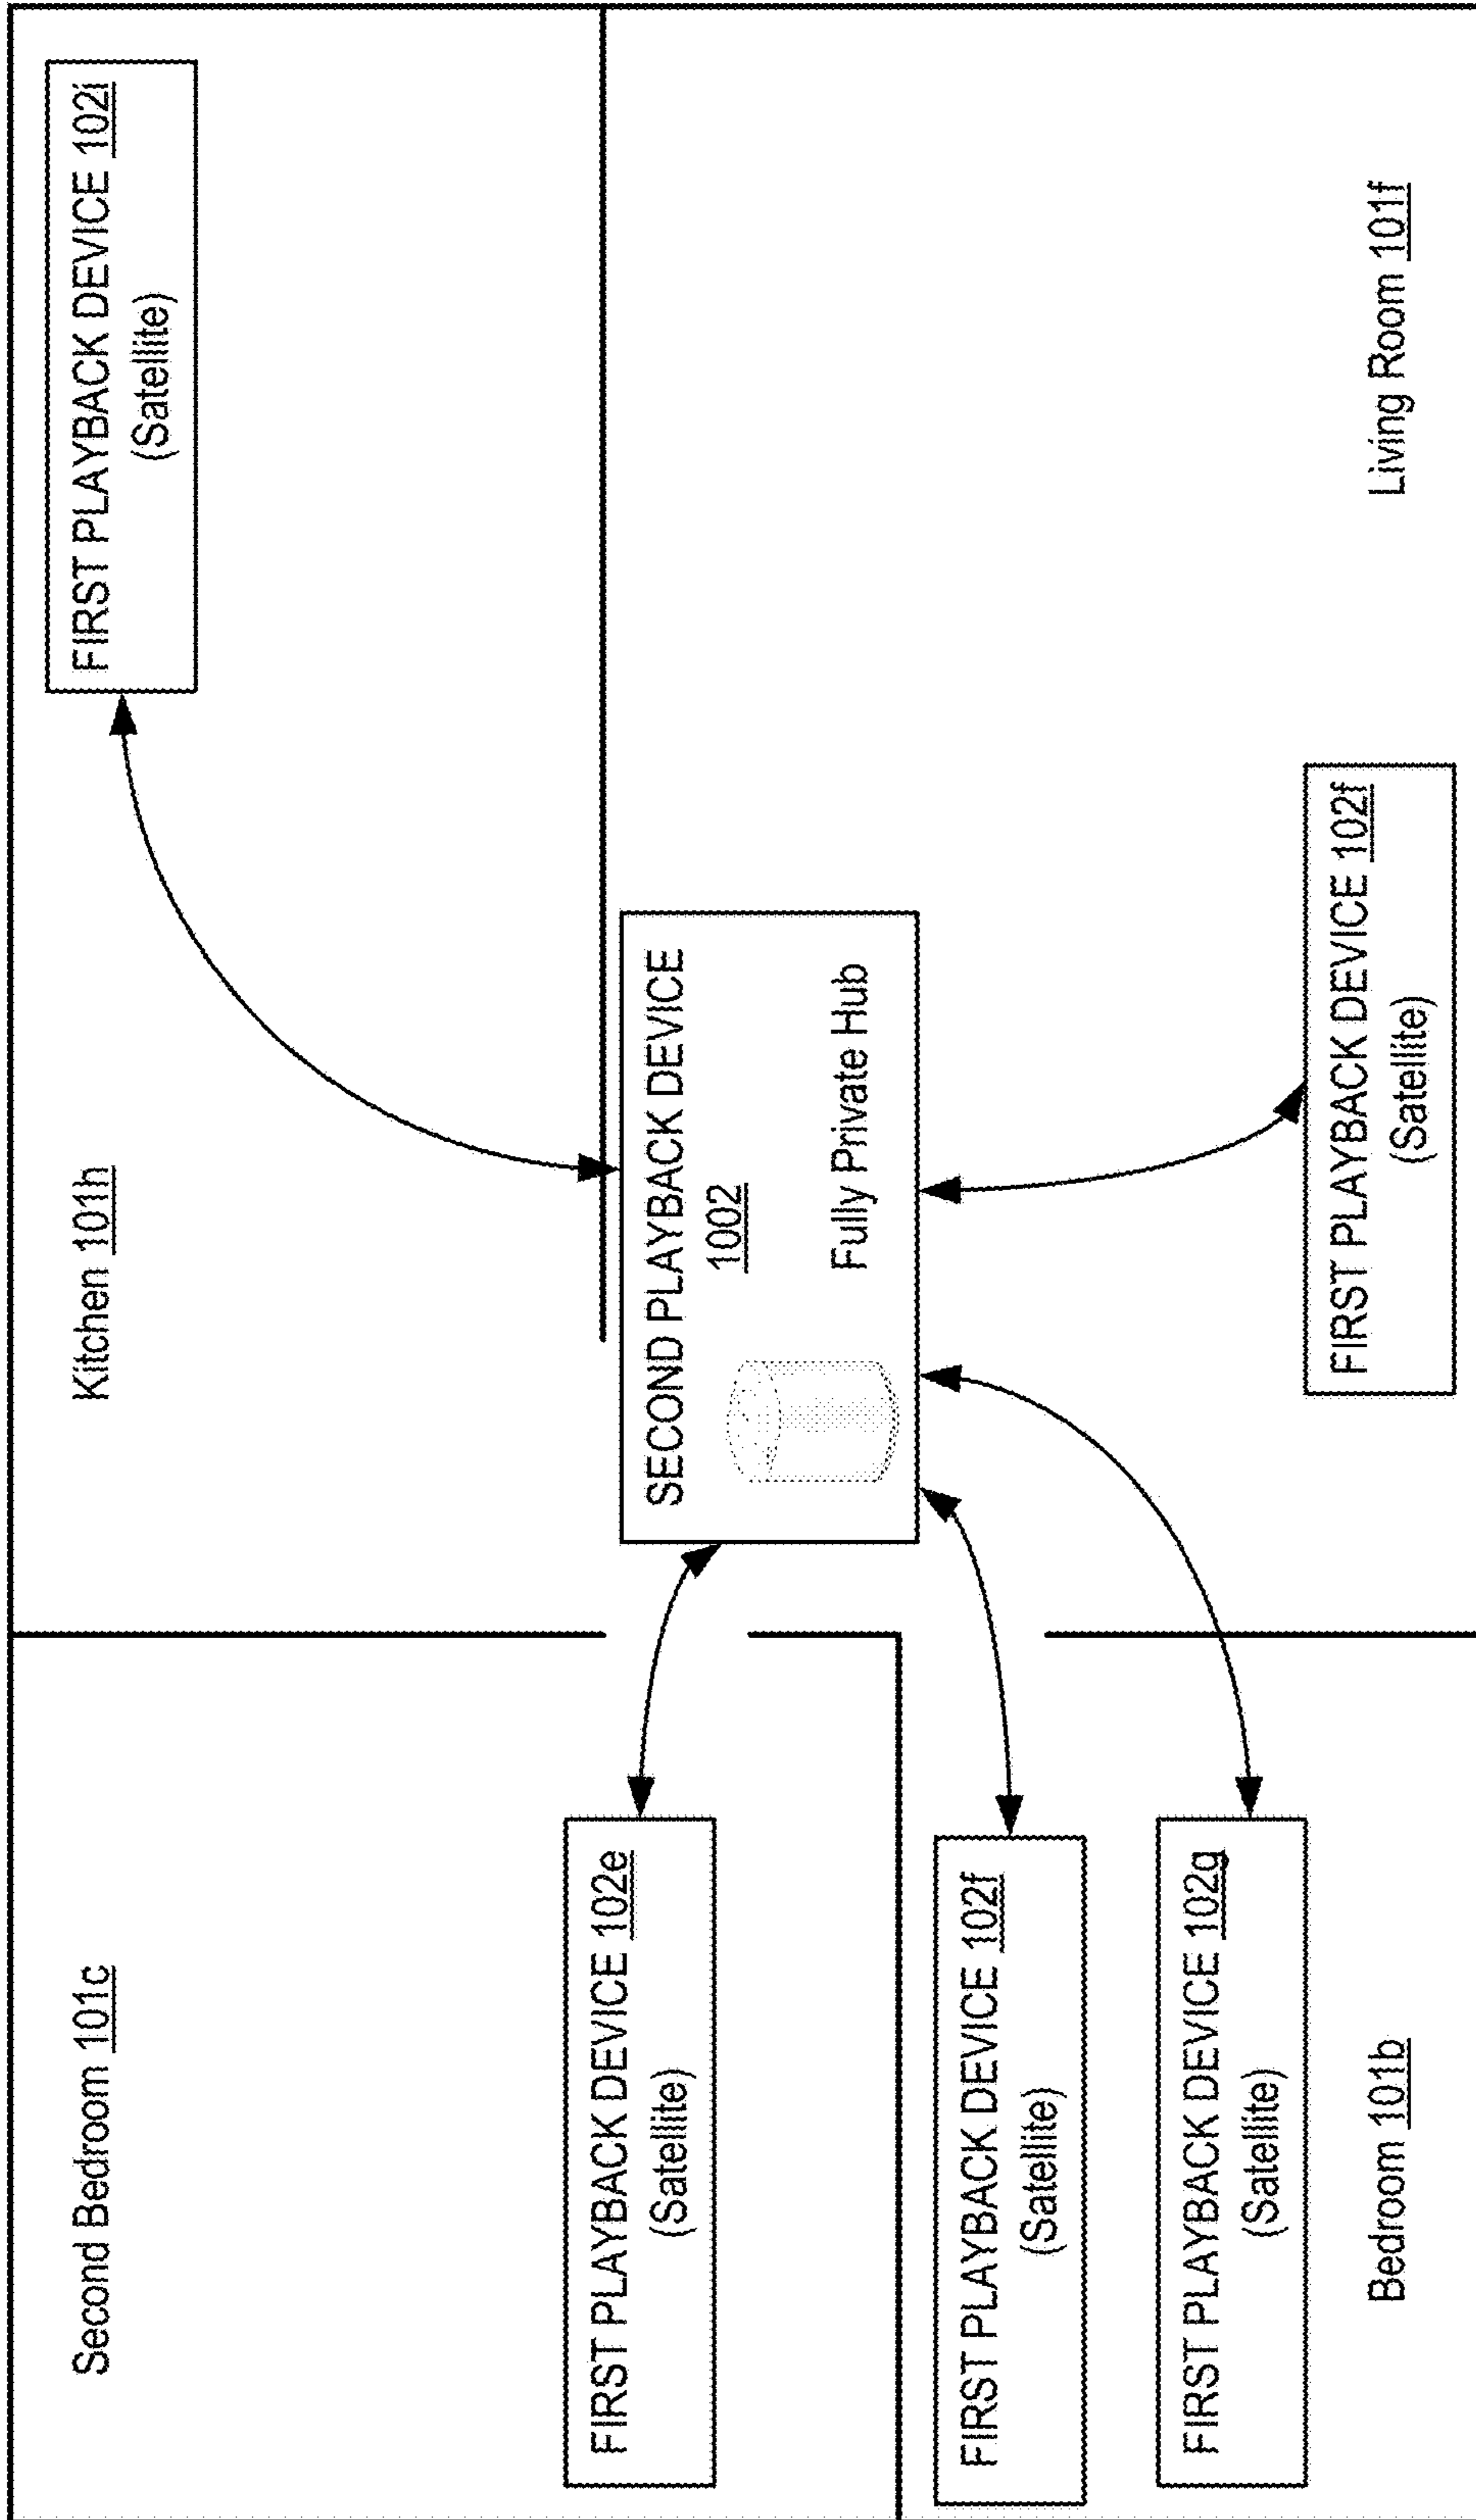 Second Bedroom 101c
Kitchen 101h
FIRST PLAYBACK DEVICE 102i
(Satellite)
FIRST PLAYBACK DEVICE 102e
(Satellite)
SECOND PLAYBACK DEVICE
1002
Fully Private Hub
FIRST PLAYBACK DEVICE 102f
(Satellite)
FIRST PLAYBACK DEVICE 102g
(Satellite)
FIRST PLAYBACK DEVICE 102f
(Satellite)
Bedroom 101b
Living Room 101f